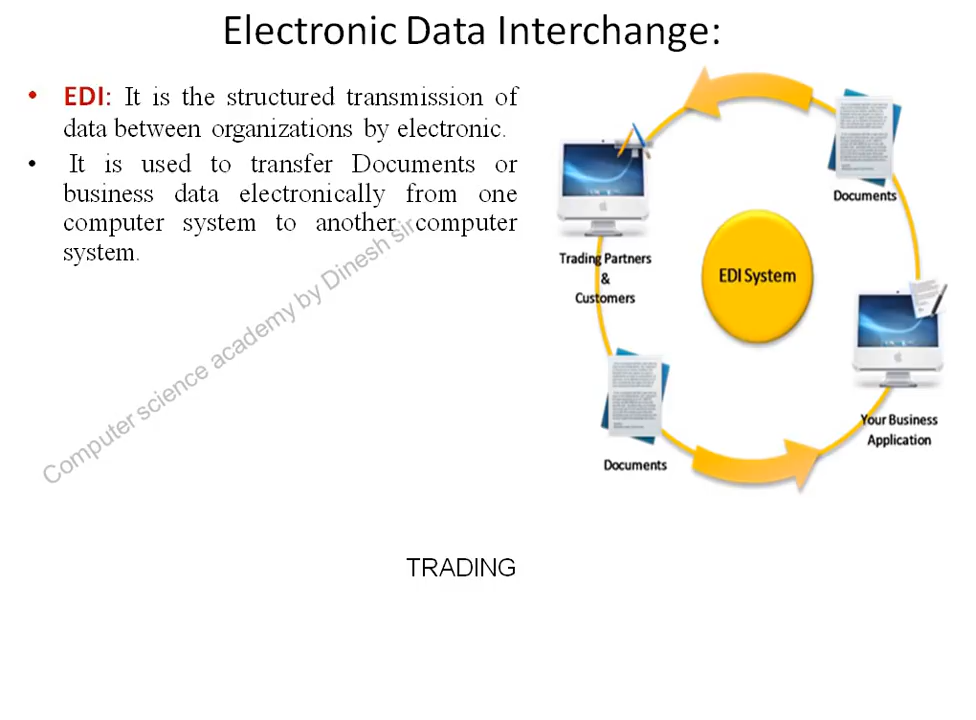 Electronic Data Interchange:
• EDI: It is the structured transmission of
data between organizations by electronic.
• It is used to transfer Documents or
business data electronically from one
computer system to another computer
system.
Computer science academy by Dinesh sir
Documents
Trading Partners
&
Customers
EDI System
Your Business
Application
Documents
TRADING